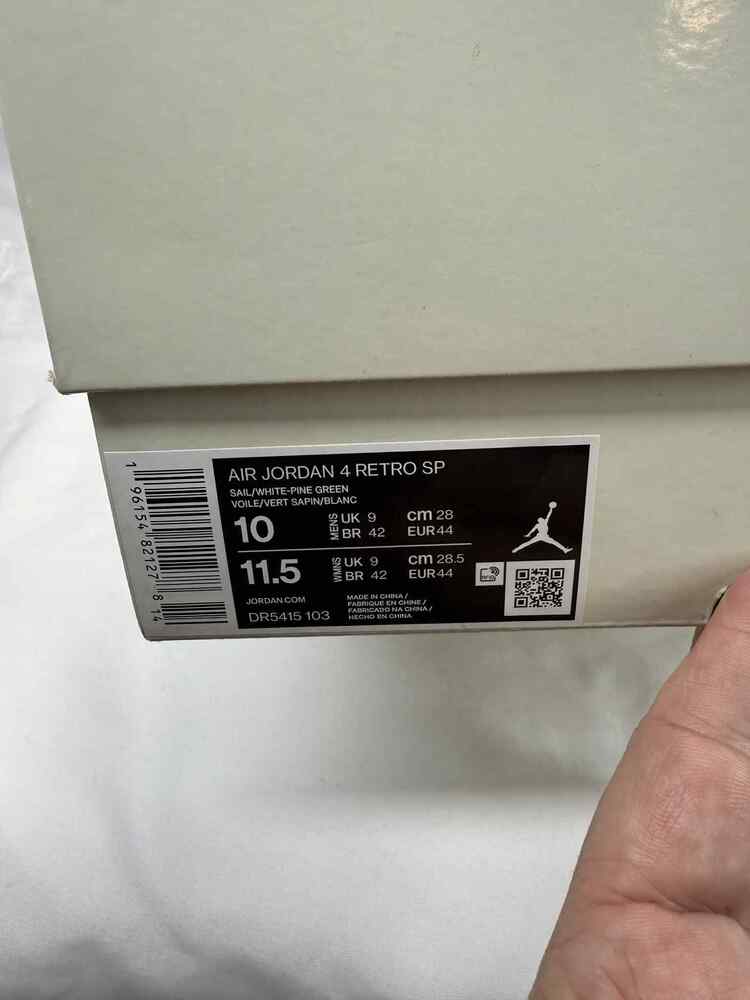 AIR JORDAN 4 RETRO SP
SAIL/WHITE-PINE GREEN
VOILE/VERT SAPIN/BLANC
10 MENS UK 9 cm 28
BR 42 EUR 44
11.5 WMNS UK 9 cm 28.5
BR 42 EUR 44
JORDAN.COM
DR5415 103
MADE IN CHINA /
FABRIQUE EN CHINE /
FABRICADO NA CHINA /
HECHO EN CHINA
RFID
1 96154 82127 8 14